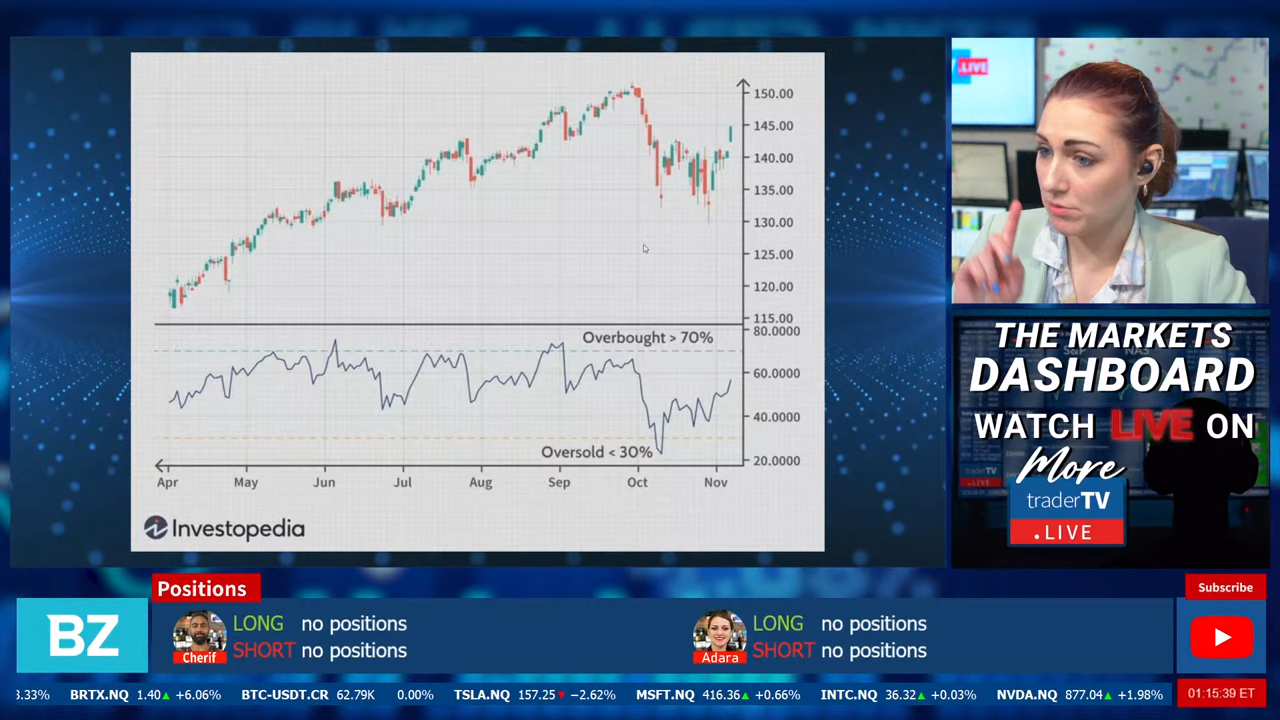 150.00
145.00
140.00
135.00
130.00
125.00
120.00
115.00
80.0000
Overbought > 70%
60.0000
40.0000
Oversold < 30%
20.0000
Apr May Jun Jul Aug Sep Oct Nov
Investopedia
.LIVE
THE MARKETS
DASHBOARD
WATCH LIVE ON
More
traderTV
.LIVE
Positions
BZ
Cherif
LONG no positions
SHORT no positions
Adara
LONG no positions
SHORT no positions
Subscribe
3.33% BRTX.NQ 1.40▲ +6.06% BTC-USDT.CR 62.79K 0.00% TSLA.NQ 157.25▼ −2.62% MSFT.NQ 416.36▲ +0.66% INTC.NQ 36.32▲ +0.03% NVDA.NQ 877.04▲ +1.98%
01:15:39 ET